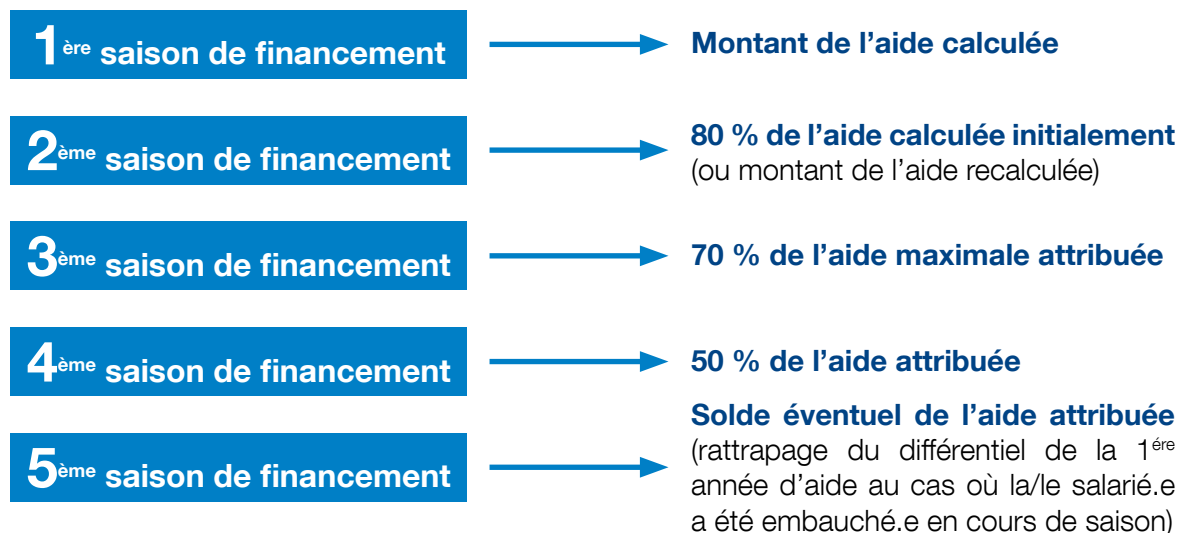 1ère saison de financement
Montant de l’aide calculée
2ème saison de financement
80 % de l’aide calculée initialement
(ou montant de l’aide recalculée)
3ème saison de financement
70 % de l’aide maximale attribuée
4ème saison de financement
50 % de l’aide attribuée
5ème saison de financement
Solde éventuel de l’aide attribuée
(rattrapage du différentiel de la 1ére
année d’aide au cas où la/le salarié.e
a été embauché.e en cours de saison)